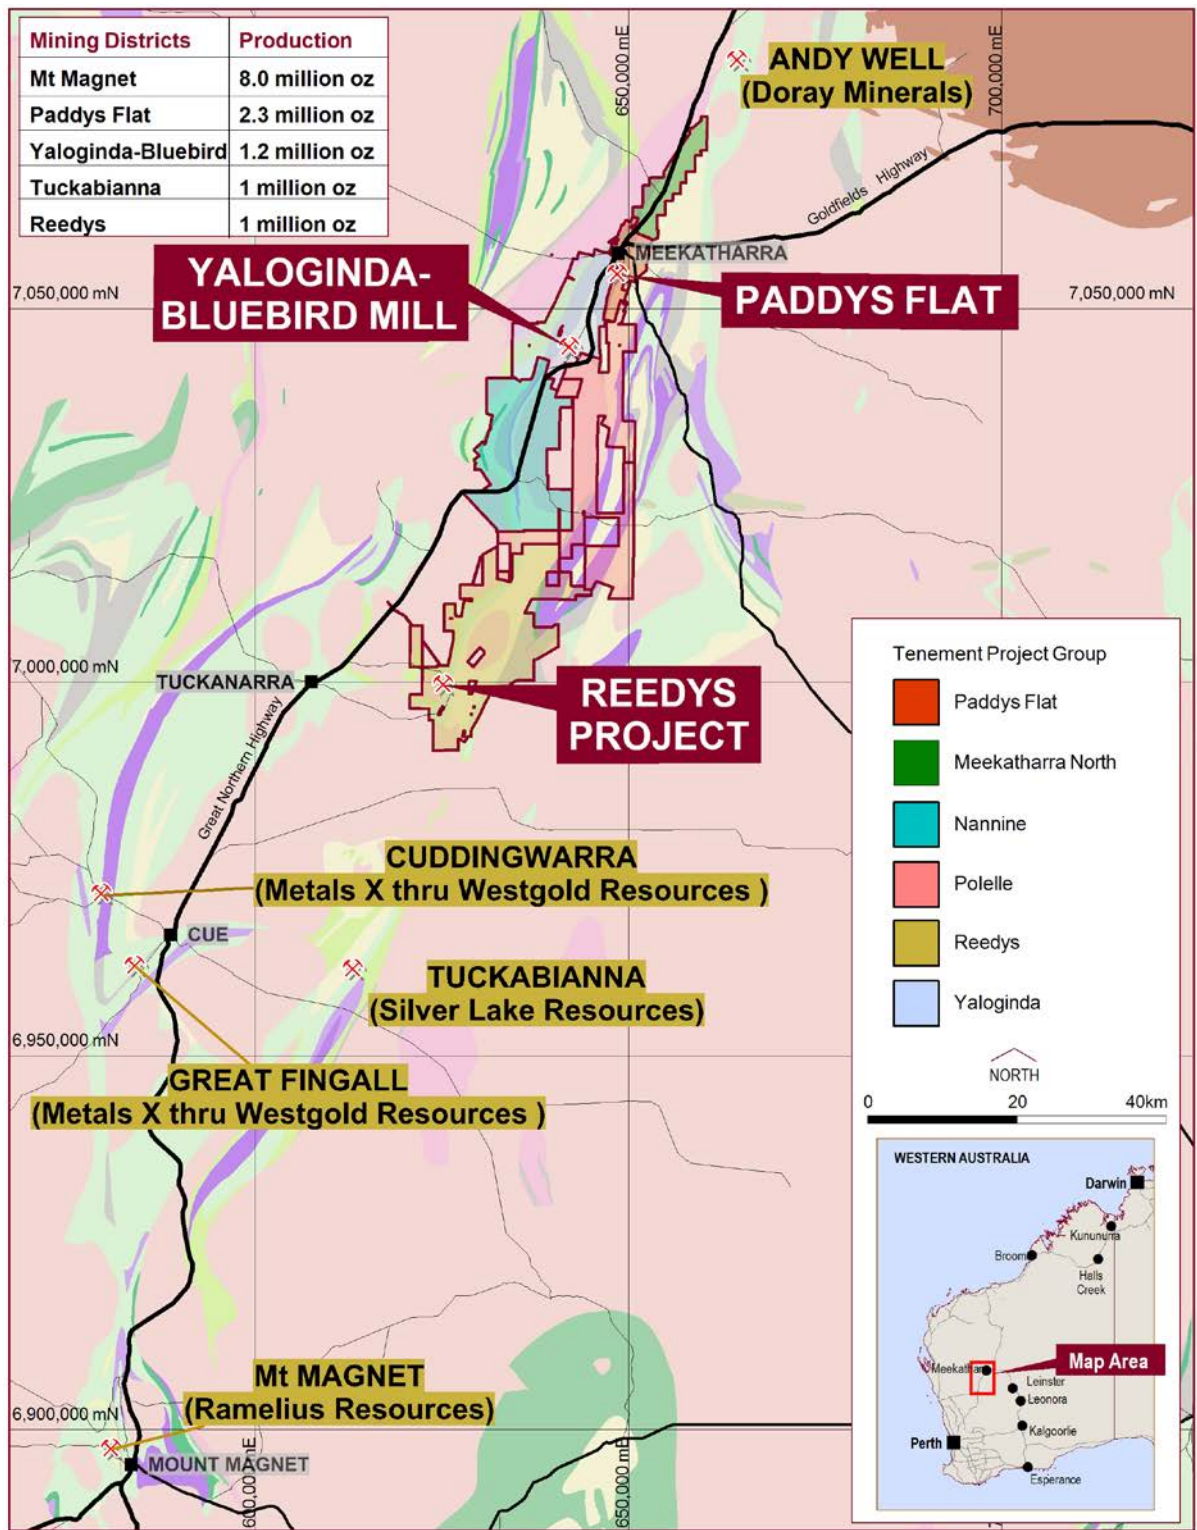 Mining Districts Production
Mt Magnet 8.0 million oz
Paddys Flat 2.3 million oz
Yaloginda-Bluebird 1.2 million oz
Tuckabianna 1 million oz
Reedys 1 million oz
650,000 mE
700,000 mE
ANDY WELL
(Doray Minerals)
Goldfields Highway
MEEKATHARRA
YALOGINDA-
BLUEBIRD MILL
PADDYS FLAT
7,050,000 mN
7,050,000 mN
7,000,000 mN
TUCKANARRA
REEDYS
PROJECT
Great Northern Highway
CUDDINGWARRA
(Metals X thru Westgold Resources )
CUE
TUCKABIANNA
(Silver Lake Resources)
6,950,000 mN
GREAT FINGALL
(Metals X thru Westgold Resources )
Mt MAGNET
(Ramelius Resources)
6,900,000 mN
MOUNT MAGNET
600,000 mE
650,000 mE
Tenement Project Group
Paddys Flat
Meekatharra North
Nannine
Polelle
Reedys
Yaloginda
NORTH
0 20 40km
WESTERN AUSTRALIA
Darwin
Kununurra
Broom
Halls
Creek
Meekathar
Map Area
Leinster
Leonora
Kalgoorlie
Perth
Esperance